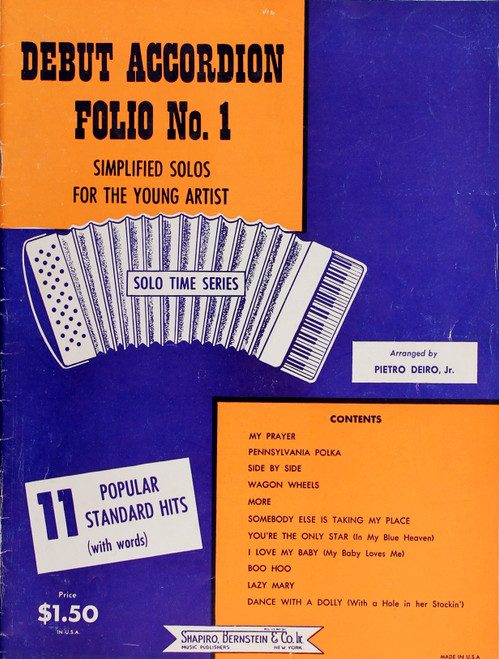 DEBUT ACCORDION
FOLIO No. 1
SIMPLIFIED SOLOS
FOR THE YOUNG ARTIST
SOLO TIME SERIES
Arranged by
PIETRO DEIRO, Jr.
CONTENTS
MY PRAYER
PENNSYLVANIA POLKA
SIDE BY SIDE
WAGON WHEELS
MORE
SOMEBODY ELSE IS TAKING MY PLACE
YOU'RE THE ONLY STAR (In My Blue Heaven)
I LOVE MY BABY (My Baby Loves Me)
BOO HOO
LAZY MARY
DANCE WITH A DOLLY (With a Hole in her Stockin')
11 POPULAR
STANDARD HITS
(with words)
Price
$1.50
IN U.S.A.
SHAPIRO, BERNSTEIN & CO. INC.
MUSIC PUBLISHERS NEW YORK
MADE IN U.S.A.